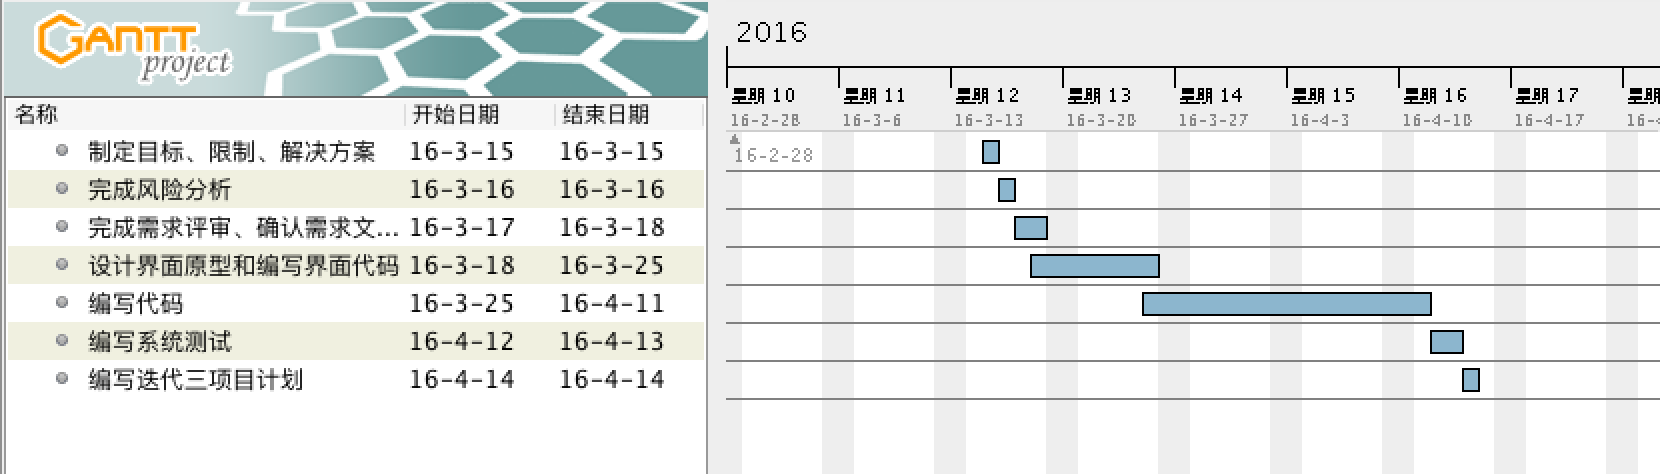 GANTT
project
2016
星期 10 星期 11 星期 12 星期 13 星期 14 星期 15 星期 16 星期 17 星期
16-2-28 16-3-6 16-3-13 16-3-20 16-3-27 16-4-3 16-4-10 16-4-17 16-4
16-2-28
名称 开始日期 结束日期
制定目标、限制、解决方案 16-3-15 16-3-15
完成风险分析 16-3-16 16-3-16
完成需求评审、确认需求文... 16-3-17 16-3-18
设计界面原型和编写界面代码 16-3-18 16-3-25
编写代码 16-3-25 16-4-11
编写系统测试 16-4-12 16-4-13
编写迭代三项目计划 16-4-14 16-4-14